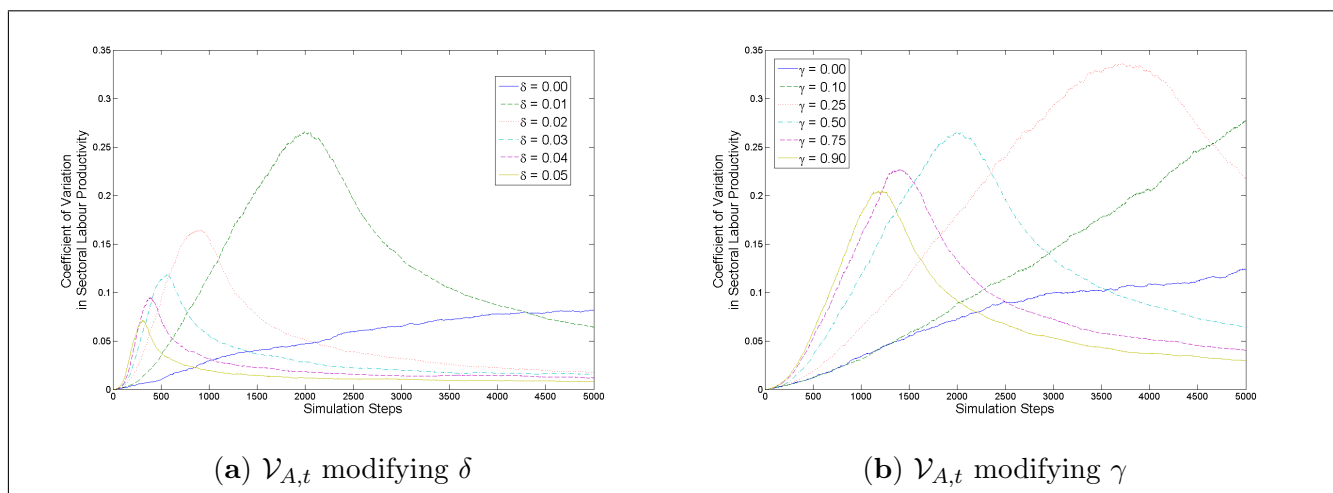 0.35
0.3
0.25
0.2
0.15
0.1
0.05
0
Coefficient of Variation
in Sectoral Labour Productivity
δ = 0.00
δ = 0.01
δ = 0.02
δ = 0.03
δ = 0.04
δ = 0.05
0 500 1000 1500 2000 2500 3000 3500 4000 4500 5000
Simulation Steps
(a) 𝒱A,t modifying δ
0.35
0.3
0.25
0.2
0.15
0.1
0.05
0
Coefficient of Variation
in Sectoral Labour Productivity
γ = 0.00
γ = 0.10
γ = 0.25
γ = 0.50
γ = 0.75
γ = 0.90
0 500 1000 1500 2000 2500 3000 3500 4000 4500 5000
Simulation Steps
(b) 𝒱A,t modifying γ